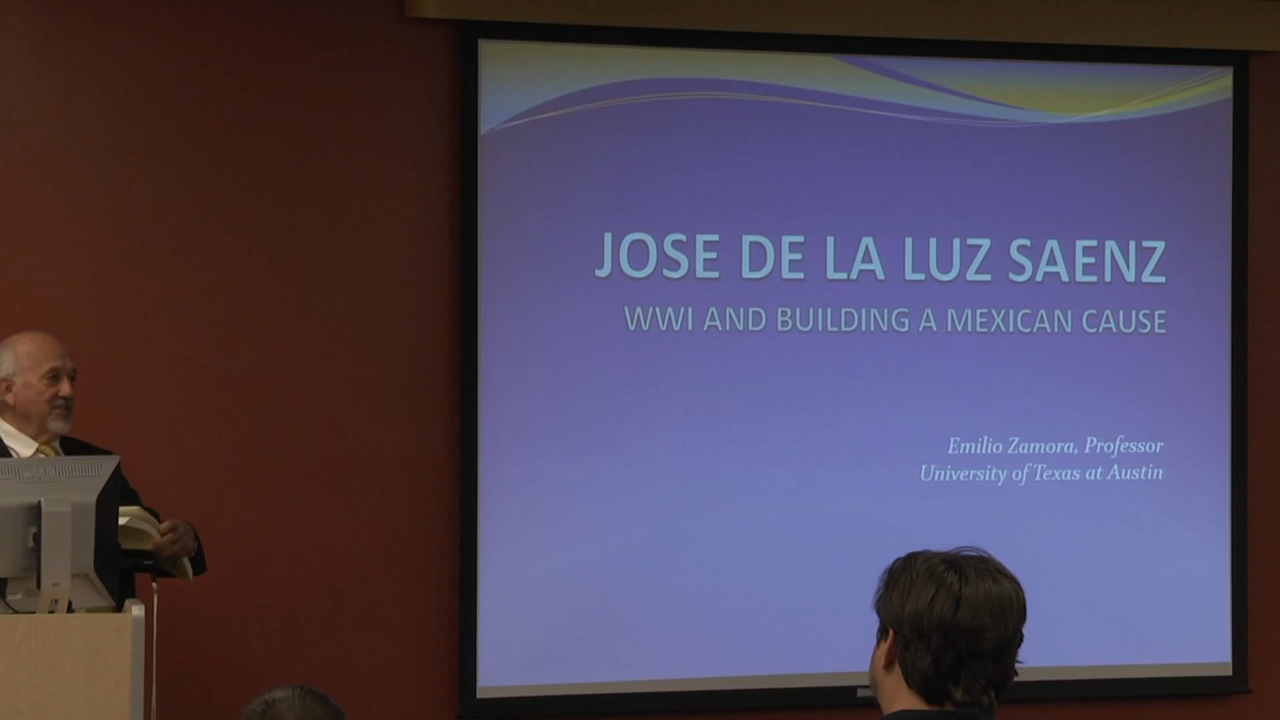 JOSE DE LA LUZ SAENZ
WWI AND BUILDING A MEXICAN CAUSE
Emilio Zamora, Professor
University of Texas at Austin